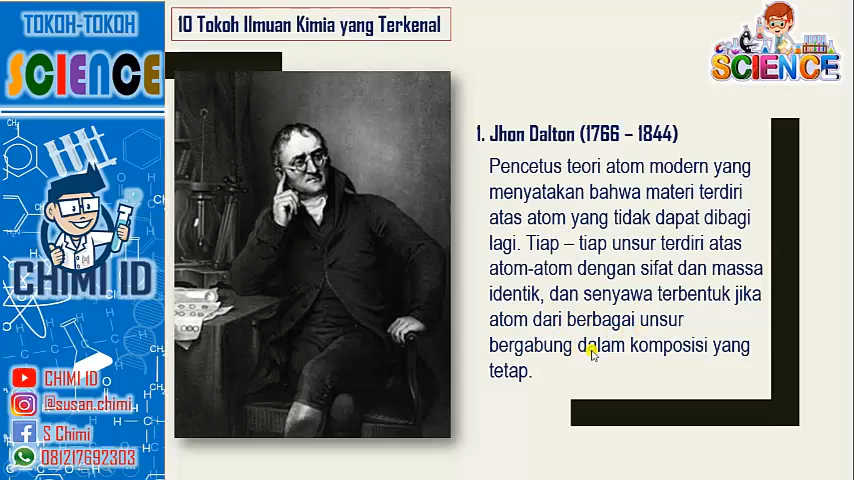 TOKOH-TOKOH
SCIENCE
10 Tokoh Ilmuan Kimia yang Terkenal
SCIENCE
1. Jhon Dalton (1766 – 1844)
Pencetus teori atom modern yang
menyatakan bahwa materi terdiri
atas atom yang tidak dapat dibagi
lagi. Tiap – tiap unsur terdiri atas
atom-atom dengan sifat dan massa
identik, dan senyawa terbentuk jika
atom dari berbagai unsur
bergabung dalam komposisi yang
tetap.
CHIMI ID
CHIMI ID
@susan.chimi
S Chimi
081217692303